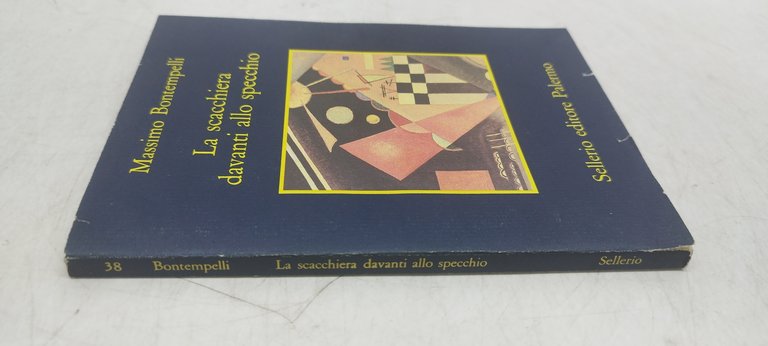 Massimo Bontempelli
La scacchiera
davanti allo specchio
Sellerio editore Palermo
38 Bontempelli La scacchiera davanti allo specchio Sellerio